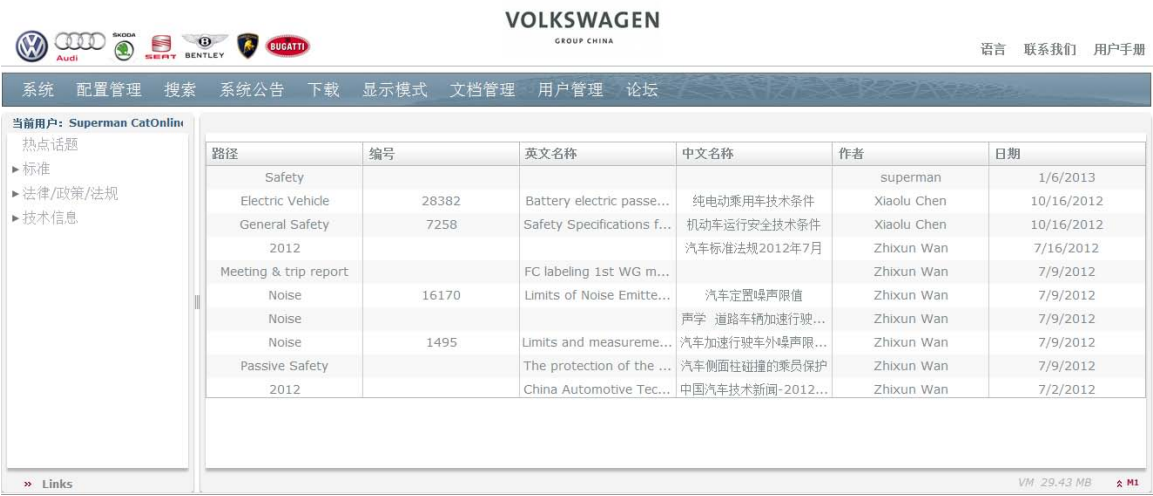 VOLKSWAGEN
GROUP CHINA
Audi
SKODA
SEAT
BENTLEY
BUGATTI
语言 联系我们 用户手册
系统 配置管理 搜索 系统公告 下载 显示模式 文档管理 用户管理 论坛
当前用户: Superman CatOnline
热点话题
标准
法律/政策/法规
技术信息
路径 编号 英文名称 中文名称 作者 日期
Safety superman 1/6/2013
Electric Vehicle 28382 Battery electric passe... 纯电动乘用车技术条件 Xiaolu Chen 10/16/2012
General Safety 7258 Safety Specifications f... 机动车运行安全技术条件 Xiaolu Chen 10/16/2012
2012 汽车标准法规2012年7月 Zhixun Wan 7/16/2012
Meeting & trip report FC labeling 1st WG m... Zhixun Wan 7/9/2012
Noise 16170 Limits of Noise Emitte... 汽车定置噪声限值 Zhixun Wan 7/9/2012
Noise 声学 道路车辆加速行驶... Zhixun Wan 7/9/2012
Noise 1495 Limits and measureme... 汽车加速行驶车外噪声限... Zhixun Wan 7/9/2012
Passive Safety The protection of the ... 汽车侧面柱碰撞的乘员保护 Zhixun Wan 7/9/2012
2012 China Automotive Tec... 中国汽车技术新闻-2012... Zhixun Wan 7/2/2012
» Links
VM 29.43 MB M1